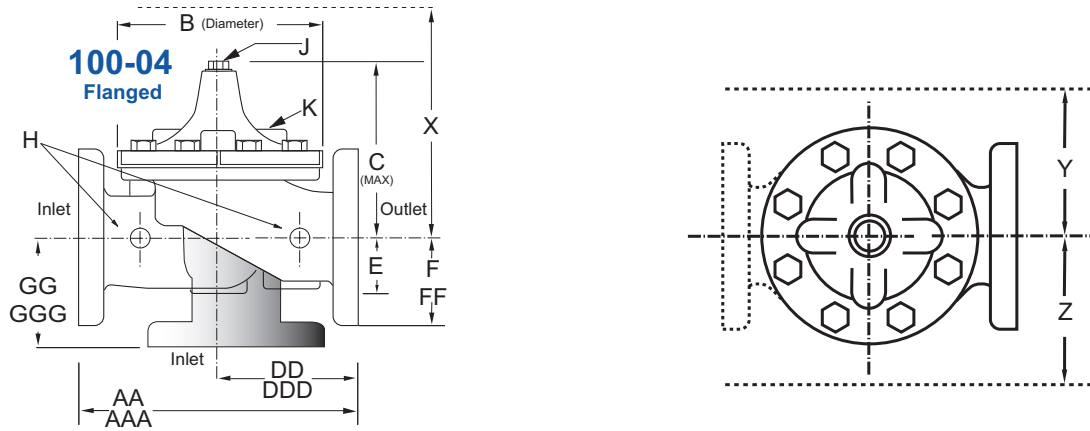 B (Diameter)
J
100-04
Flanged
K
X
H
C
(MAX)
Inlet
Outlet
E
F
FF
GG
GGG
Inlet
DD
DDD
AA
AAA
Y
Z